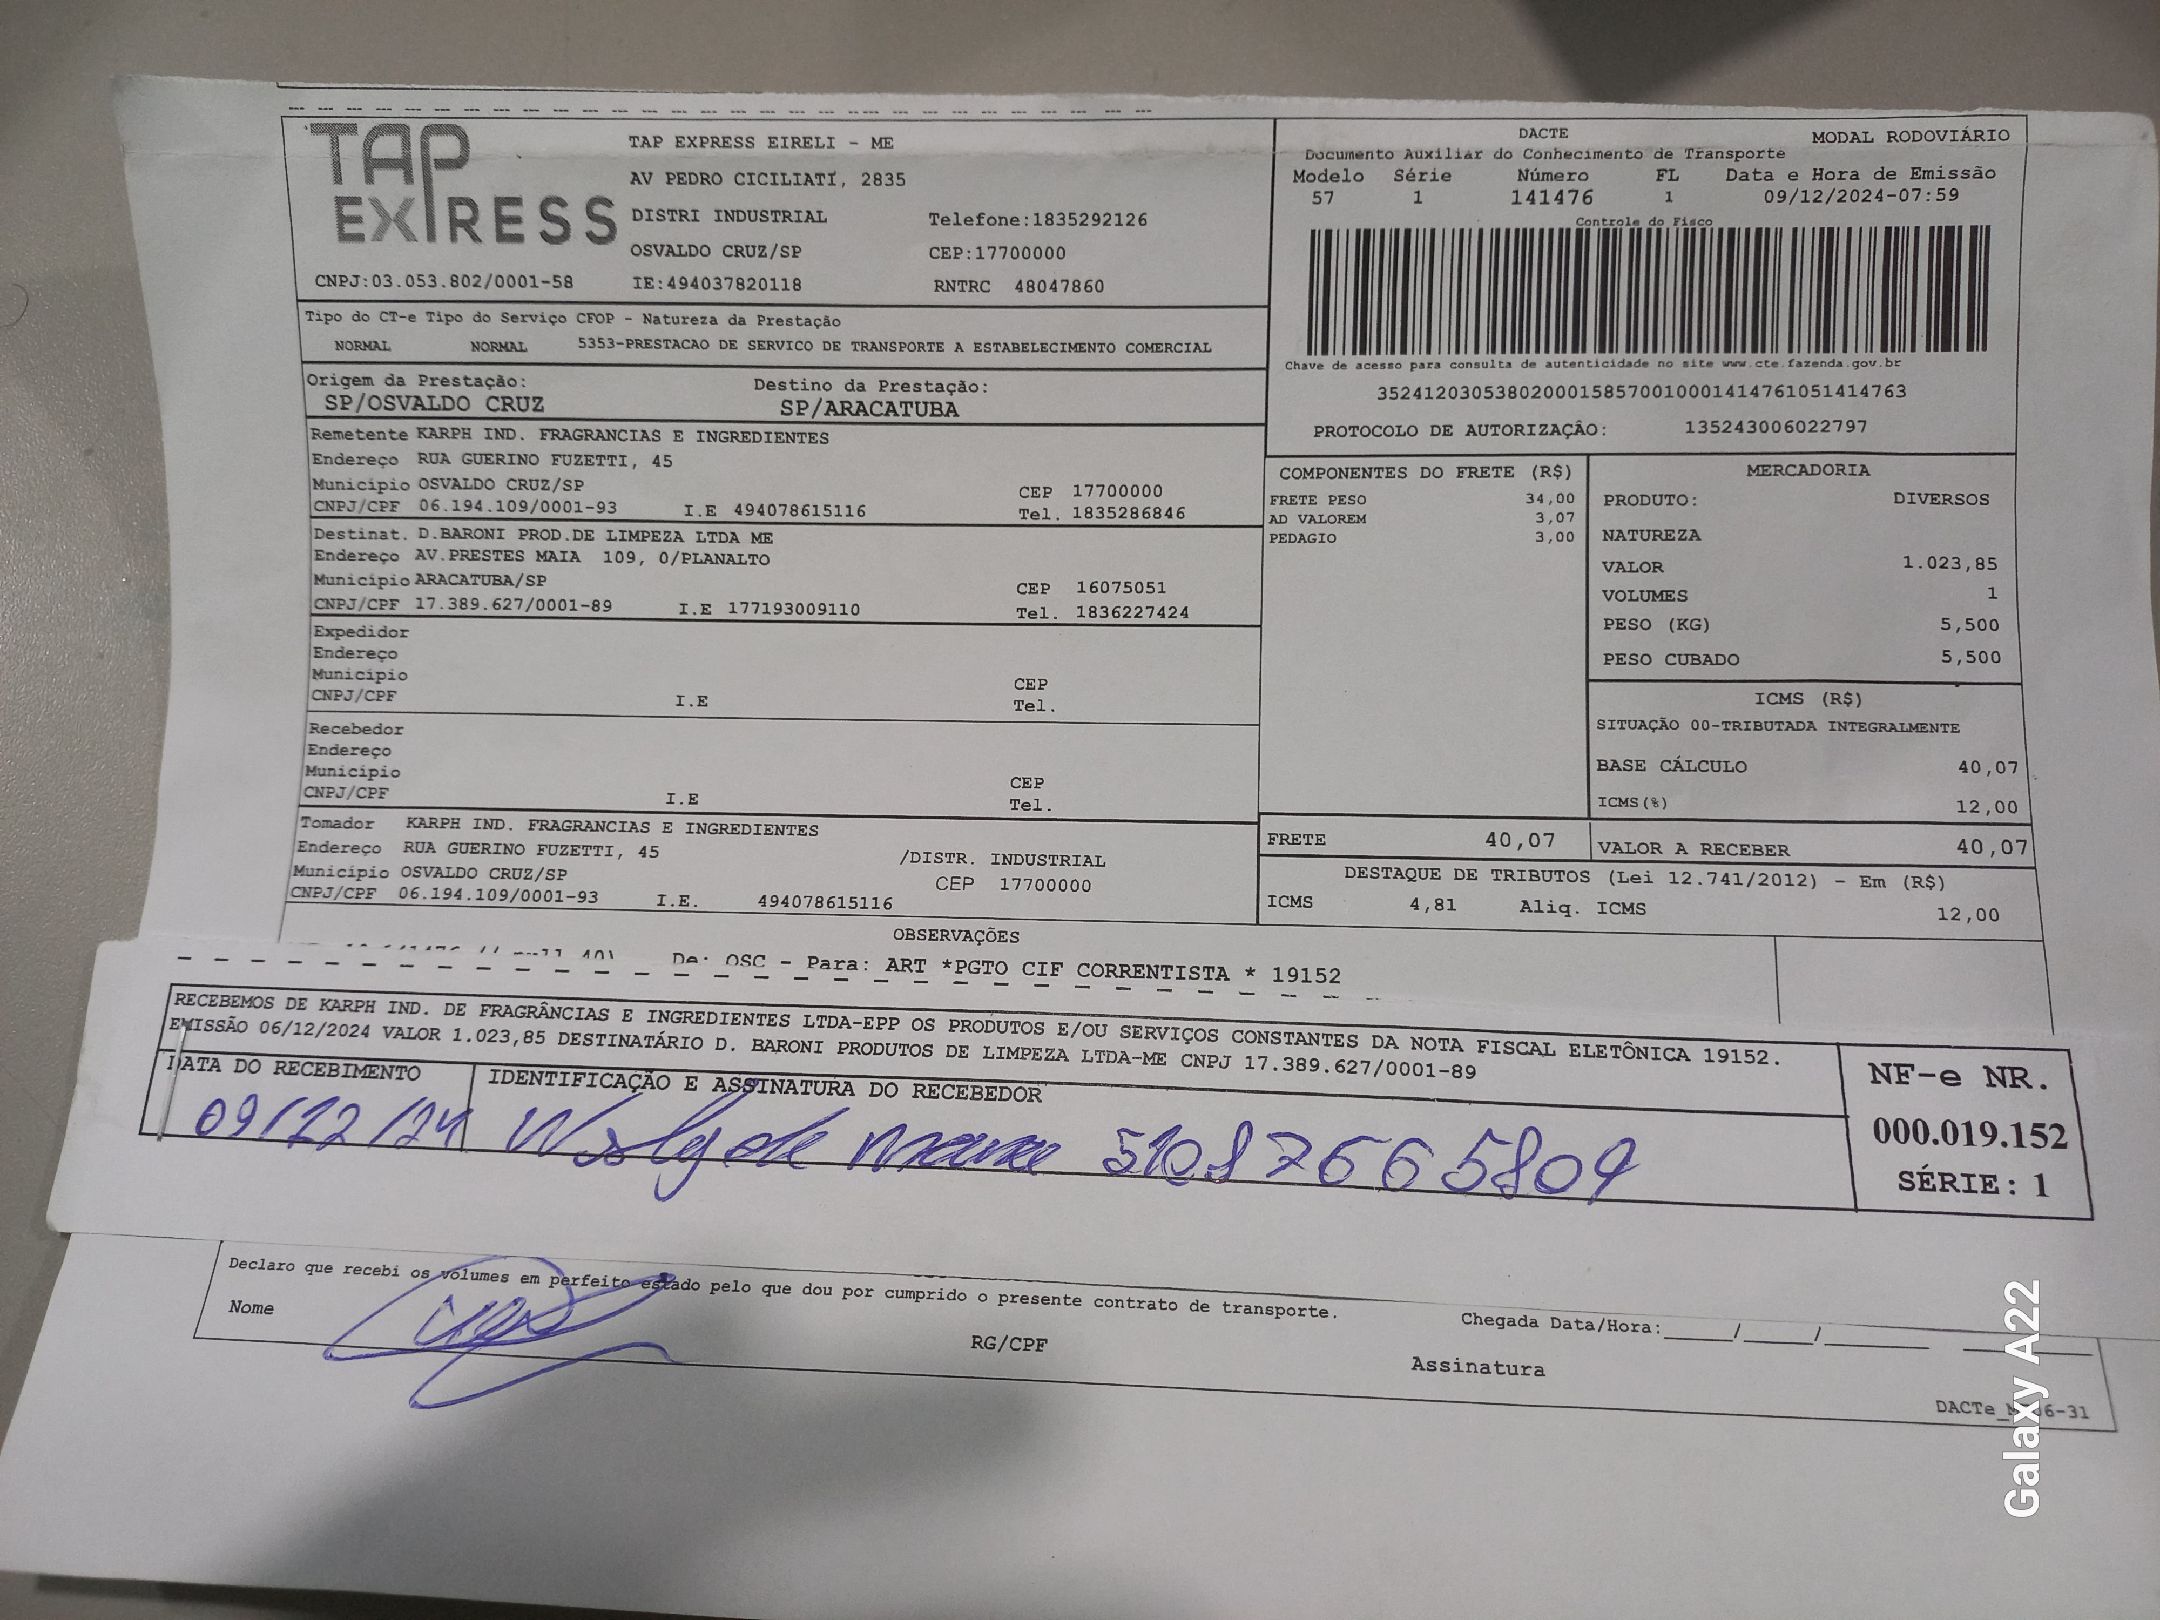 TAP EXPRESS
TAP EXPRESS EIRELI - ME
AV PEDRO CICILIATI, 2835
DISTRI INDUSTRIAL Telefone:1835292126
OSVALDO CRUZ/SP CEP:17700000
CNPJ:03.053.802/0001-58 IE:494037820118 RNTRC 48047860
DACTE MODAL RODOVIÁRIO
Documento Auxiliar do Conhecimento de Transporte
Modelo Série Número FL Data e Hora de Emissão
57 1 141476 1 09/12/2024-07:59
Controle do Fisco
Chave de acesso para consulta de autenticidade no site www.cte.fazenda.gov.br
35241203053802000158570010001414761051414763
PROTOCOLO DE AUTORIZAÇÃO: 135243006022797
Tipo do CT-e Tipo do Serviço CFOP - Natureza da Prestação
NORMAL NORMAL 5353-PRESTACAO DE SERVICO DE TRANSPORTE A ESTABELECIMENTO COMERCIAL
Origem da Prestação: Destino da Prestação:
SP/OSVALDO CRUZ SP/ARACATUBA
Remetente KARPH IND. FRAGRANCIAS E INGREDIENTES
Endereço RUA GUERINO FUZETTI, 45
Município OSVALDO CRUZ/SP CEP 17700000
CNPJ/CPF 06.194.109/0001-93 I.E 494078615116 Tel. 1835286846
Destinat. D.BARONI PROD.DE LIMPEZA LTDA ME
Endereço AV.PRESTES MAIA 109, 0/PLANALTO
Município ARACATUBA/SP CEP 16075051
CNPJ/CPF 17.389.627/0001-89 I.E 177193009110 Tel. 1836227424
Expedidor
Endereço
Município CEP
CNPJ/CPF I.E Tel.
Recebedor
Endereço
Município CEP
CNPJ/CPF I.E Tel.
Tomador KARPH IND. FRAGRANCIAS E INGREDIENTES
Endereço RUA GUERINO FUZETTI, 45 /DISTR. INDUSTRIAL
Município OSVALDO CRUZ/SP CEP 17700000
CNPJ/CPF 06.194.109/0001-93 I.E. 494078615116
COMPONENTES DO FRETE (R$)
FRETE PESO 34,00
AD VALOREM 3,07
PEDAGIO 3,00
MERCADORIA
PRODUTO: DIVERSOS
NATUREZA
VALOR 1.023,85
VOLUMES 1
PESO (KG) 5,500
PESO CUBADO 5,500
ICMS (R$)
SITUAÇÃO 00-TRIBUTADA INTEGRALMENTE
BASE CÁLCULO 40,07
ICMS(%) 12,00
FRETE 40,07 VALOR A RECEBER 40,07
DESTAQUE DE TRIBUTOS (Lei 12.741/2012) - Em (R$)
ICMS 4,81 Aliq. ICMS 12,00
OBSERVAÇÕES
De: OSC - Para: ART *PGTO CIF CORRENTISTA * 19152
RECEBEMOS DE KARPH IND. DE FRAGRÂNCIAS E INGREDIENTES LTDA-EPP OS PRODUTOS E/OU SERVIÇOS CONSTANTES DA NOTA FISCAL ELETÔNICA 19152.
EMISSÃO 06/12/2024 VALOR 1.023,85 DESTINATÁRIO D. BARONI PRODUTOS DE LIMPEZA LTDA-ME CNPJ 17.389.627/0001-89
DATA DO RECEBIMENTO IDENTIFICAÇÃO E ASSINATURA DO RECEBEDOR
09/12/24 51087665809
NF-e NR.
000.019.152
SÉRIE: 1
Declaro que recebi os volumes em perfeito estado pelo que dou por cumprido o presente contrato de transporte.
Nome RG/CPF Chegada Data/Hora:_____/_____/_____
Assinatura
Galaxy A22